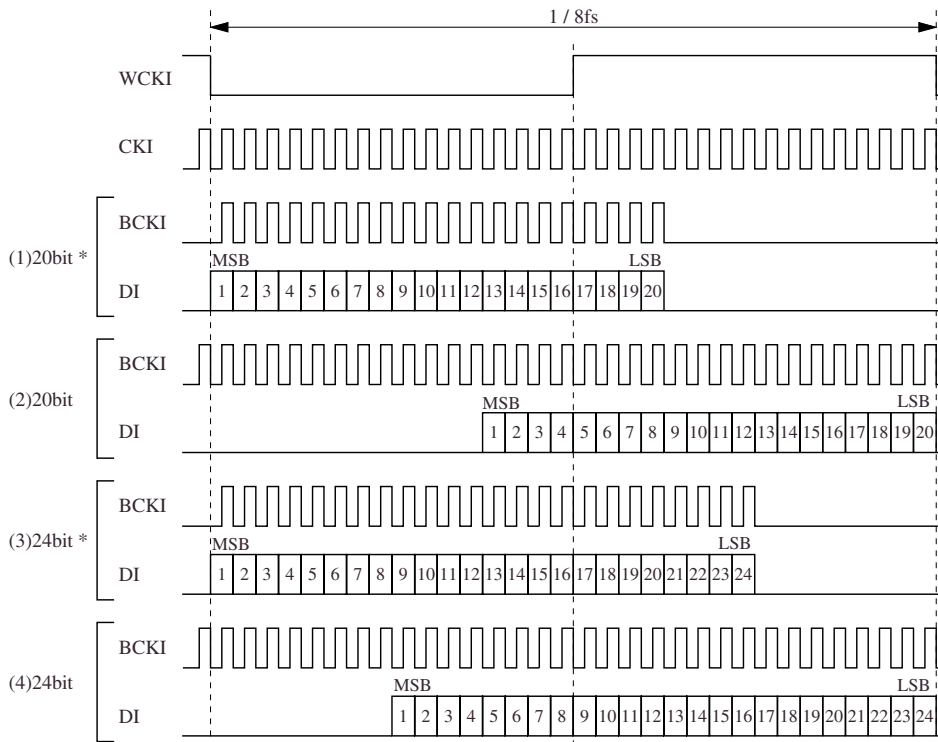 1 / 8fs
WCKI
CKI
BCKI
(1)20bit *
MSB LSB
DI 1 2 3 4 5 6 7 8 9 10 11 12 13 14 15 16 17 18 19 20
BCKI
(2)20bit
MSB LSB
DI 1 2 3 4 5 6 7 8 9 10 11 12 13 14 15 16 17 18 19 20
BCKI
(3)24bit *
MSB LSB
DI 1 2 3 4 5 6 7 8 9 10 11 12 13 14 15 16 17 18 19 20 21 22 23 24
BCKI
(4)24bit
MSB LSB
DI 1 2 3 4 5 6 7 8 9 10 11 12 13 14 15 16 17 18 19 20 21 22 23 24